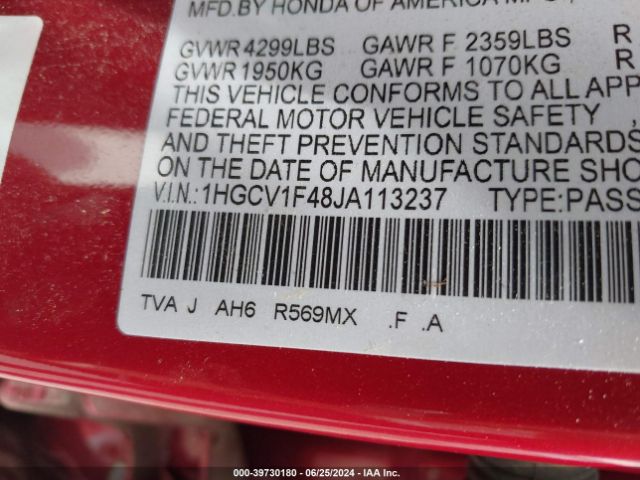 MFD.BY HONDA OF AMERICA
GVWR 4299LBS GAWR F 2359LBS R
GVWR 1950KG GAWR F 1070KG R
THIS VEHICLE CONFORMS TO ALL APP
FEDERAL MOTOR VEHICLE SAFETY
AND THEFT PREVENTION STANDARDS
ON THE DATE OF MANUFACTURE SHO
V.I.N.:1HGCV1F48JA113237 TYPE:PASS
TVA J AH6 R569MX .F .A
000-39730180 - 06/25/2024 - IAA Inc.